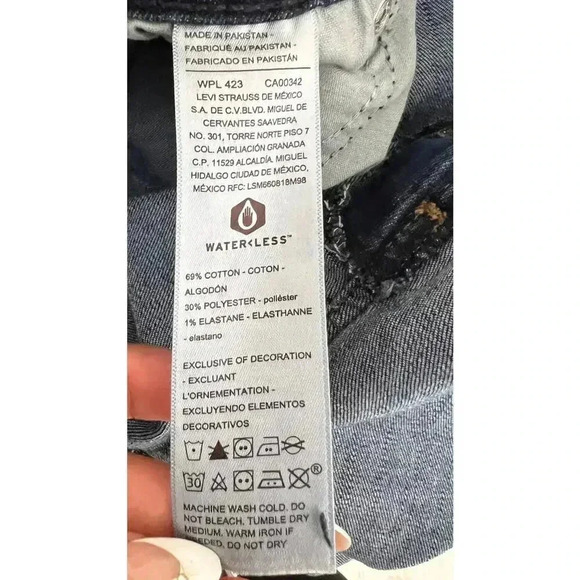 MADE IN PAKISTAN -
FABRIQUÉ AU PAKISTAN -
FABRICADO EN PAKISTÁN
WPL 423 CA00342
LEVI STRAUSS DE MÉXICO
S.A. DE C.V.BLVD. MIGUEL DE
CERVANTES SAAVEDRA
NO. 301, TORRE NORTE PISO 7
COL. AMPLIACIÓN GRANADA
C.P. 11529 ALCALDÍA. MIGUEL
HIDALGO CIUDAD DE MÉXICO,
MÉXICO RFC: LSM660818M98
WATER<LESS™
69% COTTON - COTON -
ALGODÓN
30% POLYESTER - poliéster
1% ELASTANE - ELASTHANNE
- elastano
EXCLUSIVE OF DECORATION
- EXCLUANT
L'ORNEMENTATION -
EXCLUYENDO ELEMENTOS
DECORATIVOS
30 ®
MACHINE WASH COLD. DO
NOT BLEACH. TUMBLE DRY
MEDIUM. WARM IRON IF
NEEDED. DO NOT DRY